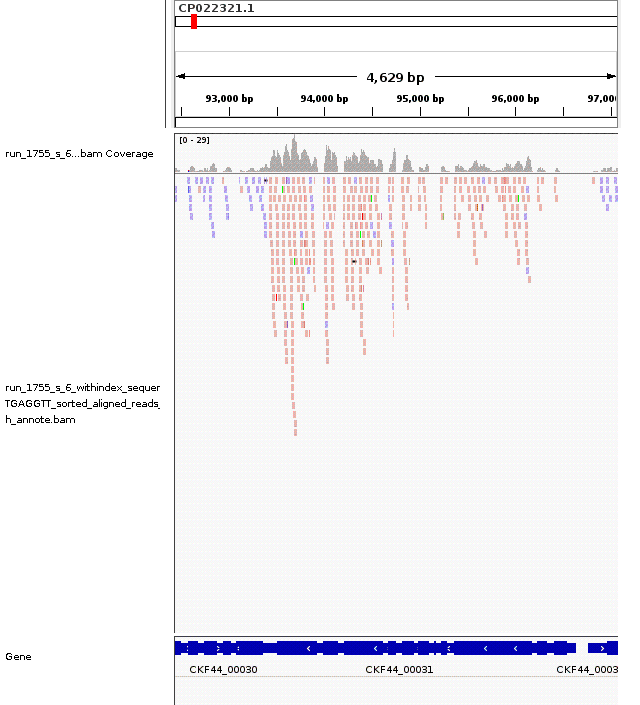 CP022321.1
4,629 bp
93,000 bp 94,000 bp 95,000 bp 96,000 bp 97,00
[0 - 29]
run_1755_s_6...bam Coverage
run_1755_s_6_withindex_sequer
TGAGGTT_sorted_aligned_reads_
h_annote.bam
Gene
CKF44_00030 CKF44_00031 CKF44_0003